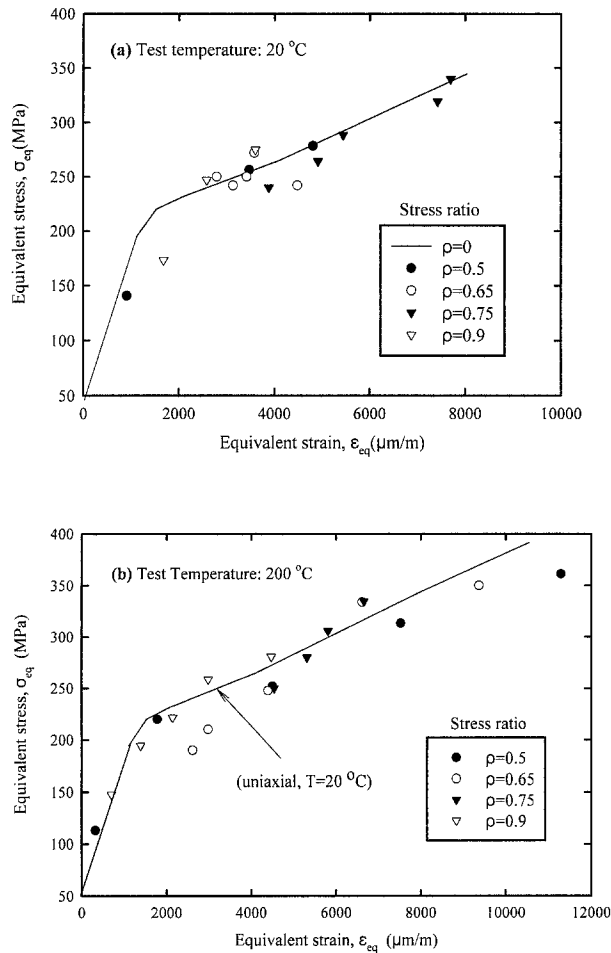 400
350
300
250
200
150
100
50
Equivalent stress, σeq(MPa)
(a) Test temperature: 20 °C
Stress ratio
ρ=0
ρ=0.5
ρ=0.65
ρ=0.75
ρ=0.9
0 2000 4000 6000 8000 10000
Equivalent strain, εeq(μm/m)
400
350
300
250
200
150
100
50
Equivalent stress, σeq (MPa)
(b) Test Temperature: 200 °C
(uniaxial, T=20 °C)
Stress ratio
ρ=0.5
ρ=0.65
ρ=0.75
ρ=0.9
0 2000 4000 6000 8000 10000 12000
Equivalent strain, εeq (μm/m)